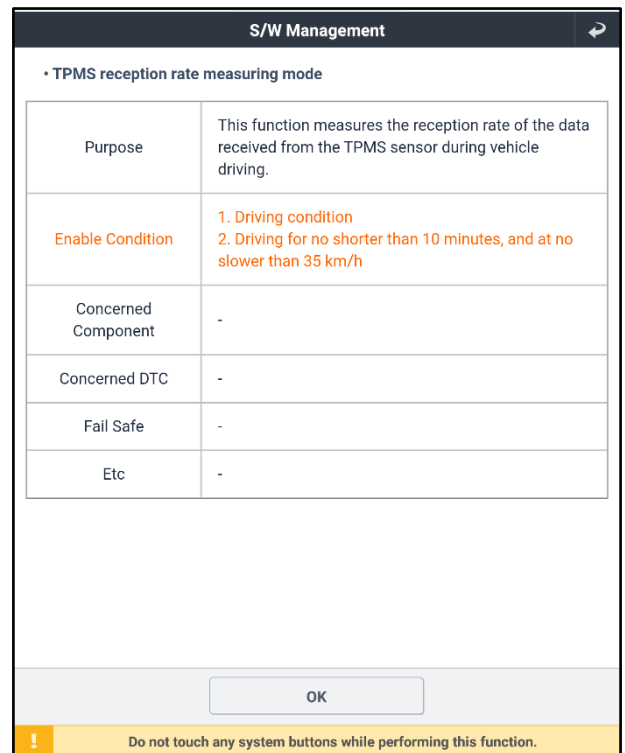 S/W Management
• TPMS reception rate measuring mode
Purpose
This function measures the reception rate of the data
received from the TPMS sensor during vehicle
driving.
Enable Condition
1. Driving condition
2. Driving for no shorter than 10 minutes, and at no
slower than 35 km/h
Concerned
Component
-
Concerned DTC
-
Fail Safe
-
Etc
-
OK
! Do not touch any system buttons while performing this function.